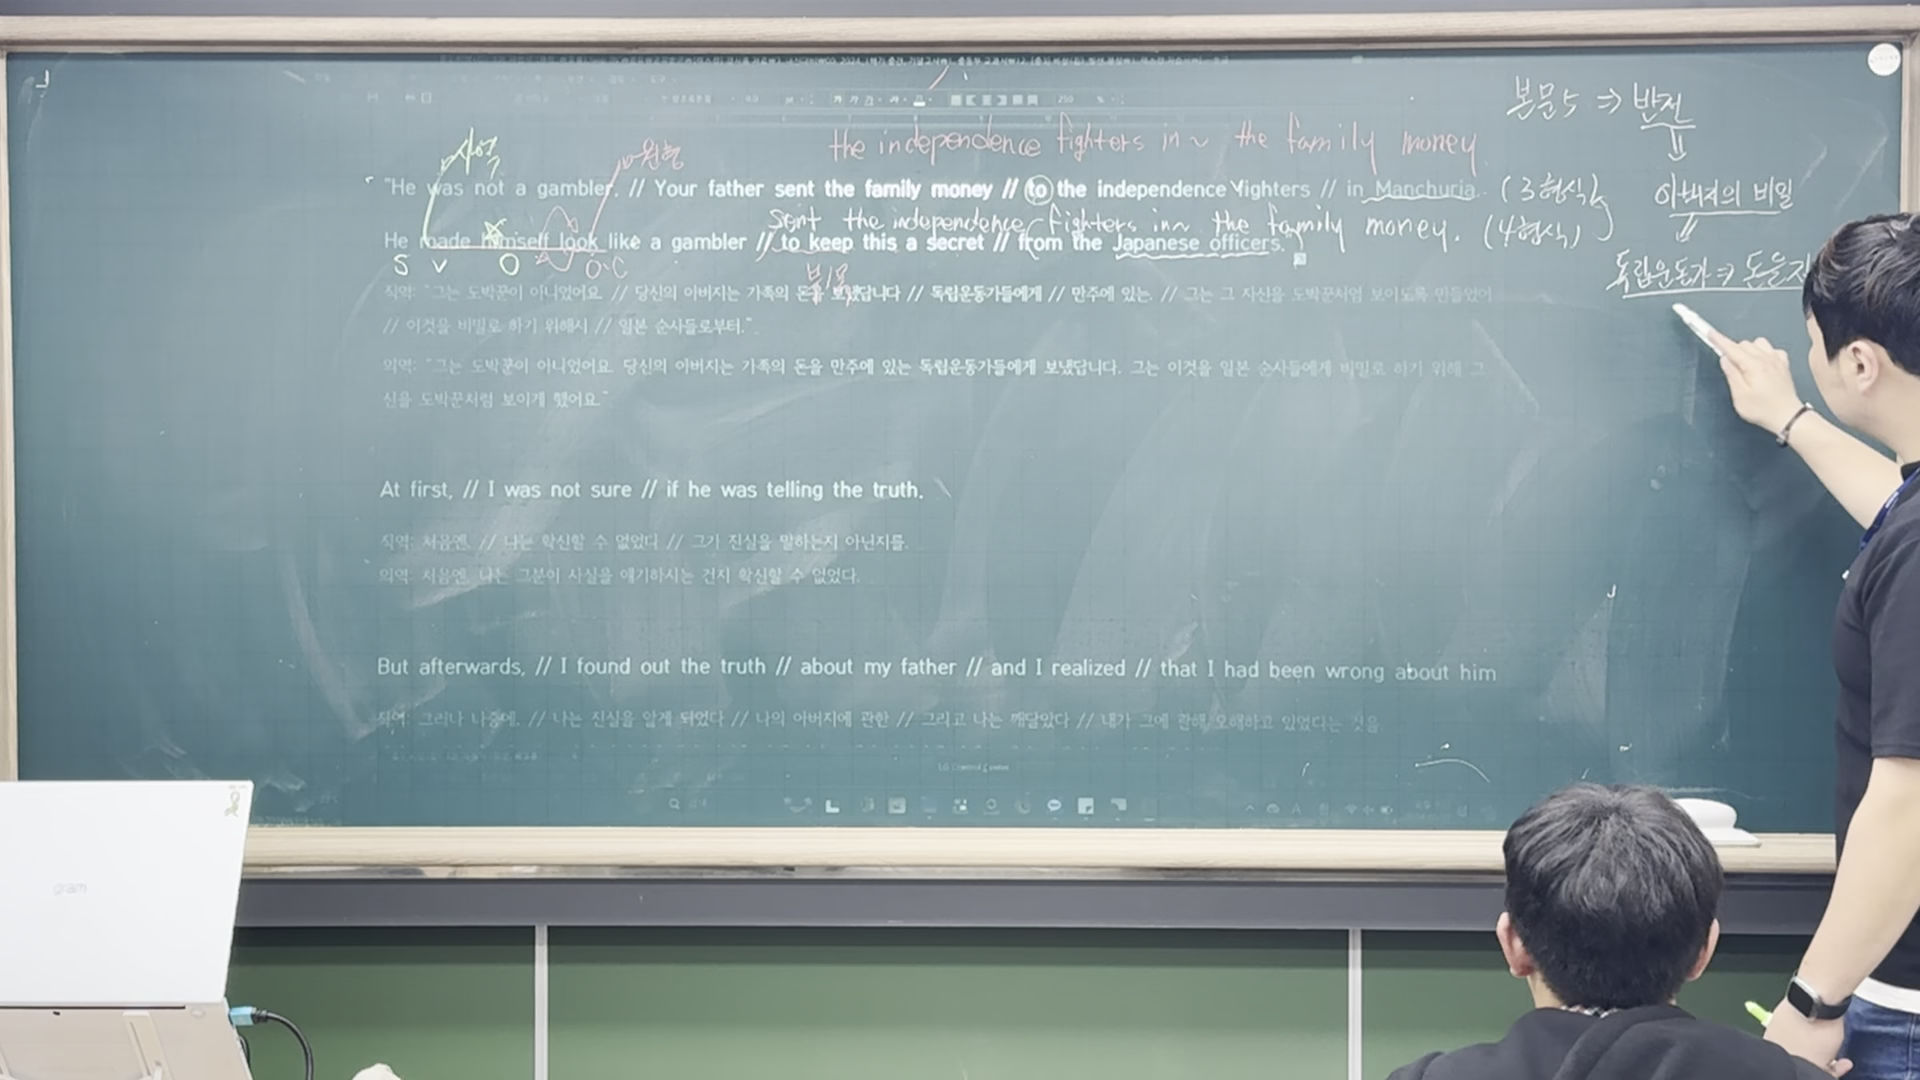 본문5 ⇒ 반전
⇓
아버지의 비밀
⇓
독립운동가 ⇒ 돈을
사역
원형
the independence fighters in~ the family money
"He was not a gambler. // Your father sent the family money // to the independence fighters // in Manchuria. (3형식)
sent the independence fighters in~ the family money. (4형식)
He made himself look like a gambler // to keep this a secret // from the Japanese officers."
S V O O·C
직역: "그는 도박꾼이 아니었어요. // 당신의 아버지는 가족의 돈을 보냈답니다 // 독립운동가들에게 // 만주에 있는. // 그는 그 자신을 도박꾼처럼 보이도록 만들었어
// 이것을 비밀로 하기 위해서 // 일본 순사들로부터."
의역: "그는 도박꾼이 아니었어요. 당신의 아버지는 가족의 돈을 만주에 있는 독립운동가들에게 보냈답니다. 그는 이것을 일본 순사들에게 비밀로 하기 위해 그
신을 도박꾼처럼 보이게 했어요."
At first, // I was not sure // if he was telling the truth.
직역: 처음엔, // 나는 확신할 수 없었다 // 그가 진실을 말하는지 아닌지를.
의역: 처음엔, 나는 그분이 사실을 얘기하시는 건지 확신할 수 없었다.
But afterwards, // I found out the truth // about my father // and I realized // that I had been wrong about him
직역: 그러나 나중에, // 나는 진실을 알게 되었다 // 나의 아버지에 관한 // 그리고 나는 깨달았다 // 내가 그에 관해 오해하고 있었다는 것을.
gram